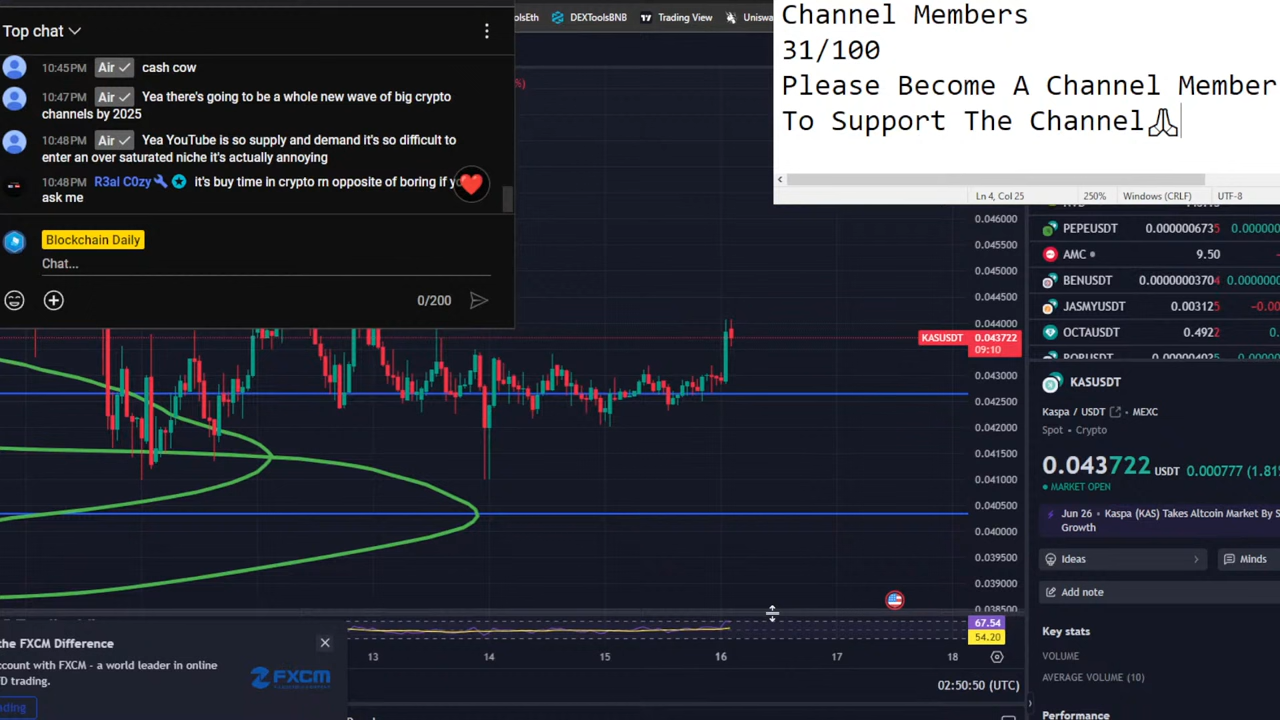 Top chat
10:45PM Air cash cow
10:47PM Air Yea there's going to be a whole new wave of big crypto
channels by 2025
10:48PM Air Yea YouTube is so supply and demand it's so difficult to
enter an over saturated niche it's actually annoying
10:48PM R3al C0zy it's buy time in crypto rn opposite of boring if
ask me
Blockchain Daily
Chat...
0/200
DEXToolsBNB
Trading View
Channel Members
31/100
Please Become A Channel Member
To Support The Channel🙏
Ln 4, Col 25
250%
Windows (CRLF)
UTF-8
0.046000
0.045500
0.045000
0.044500
0.044000
KASUSDT 0.043722
09:10
0.043000
0.042500
0.042000
0.041500
0.041000
0.040500
0.040000
0.039500
0.039000
0.038500
67.54
54.20
13 14 15 16 17 18
02:50:50 (UTC)
PEPEUSDT 0.0000006735
AMC 9.50
BENUSDT 0.00000003704
JASMYUSDT 0.003125
OCTAUSDT 0.4922
KASUSDT
Kaspa / USDT • MEXC
Spot • Crypto
0.043722 USDT 0.000777
MARKET OPEN
Jun 26 • Kaspa (KAS) Takes Altcoin Market By
Growth
Ideas
Minds
Add note
Key stats
VOLUME
AVERAGE VOLUME (10)
Performance
the FXCM Difference
account with FXCM - a world leader in online
trading.
FXCM